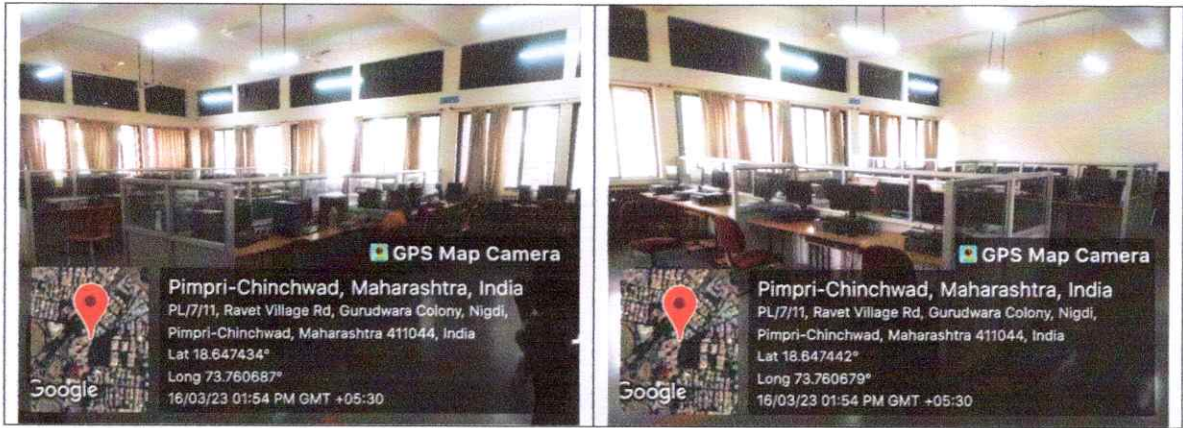 GPS Map Camera
Pimpri-Chinchwad, Maharashtra, India
PL/7/11, Ravet Village Rd, Gurudwara Colony, Nigdi,
Pimpri-Chinchwad, Maharashtra 411044, India
Lat 18.647434°
Long 73.760687°
16/03/23 01:54 PM GMT +05:30
Google
GPS Map Camera
Pimpri-Chinchwad, Maharashtra, India
PL/7/11, Ravet Village Rd, Gurudwara Colony, Nigdi,
Pimpri-Chinchwad, Maharashtra 411044, India
Lat 18.647442°
Long 73.760679°
16/03/23 01:54 PM GMT +05:30
Google